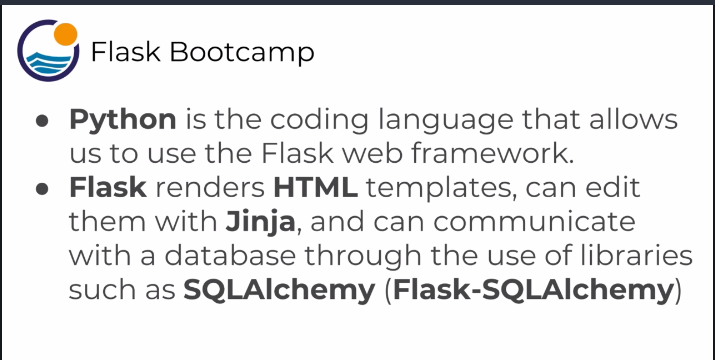 Flask Bootcamp
● Python is the coding language that allows
us to use the Flask web framework.
● Flask renders HTML templates, can edit
them with Jinja, and can communicate
with a database through the use of libraries
such as SQLAlchemy (Flask-SQLAlchemy)